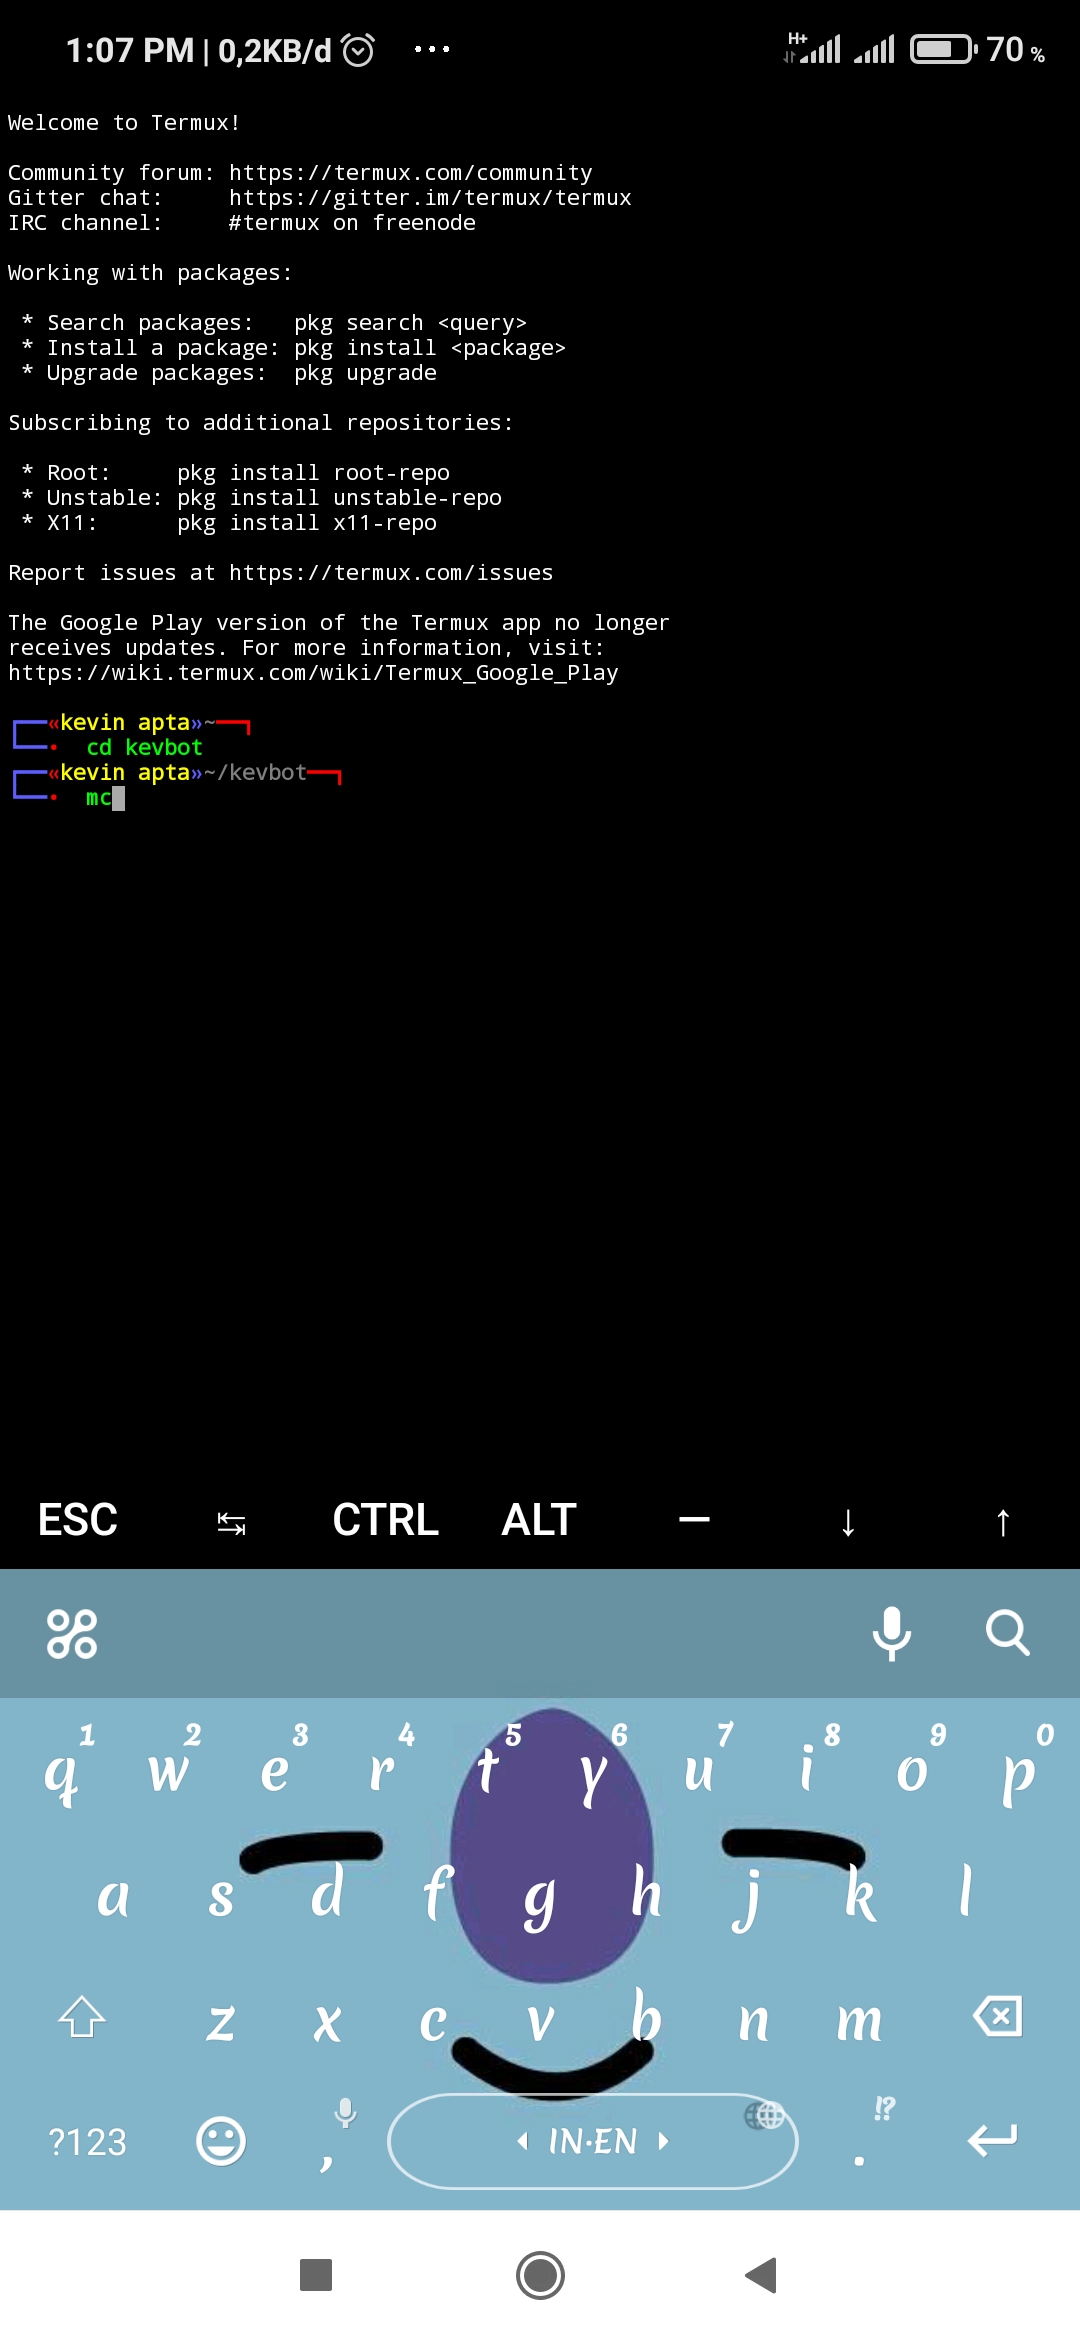 1:07 PM | 0,2KB/d ... H+ 70 %
Welcome to Termux!
Community forum: https://termux.com/community
Gitter chat:     https://gitter.im/termux/termux
IRC channel:     #termux on freenode
Working with packages:
 * Search packages:   pkg search <query>
 * Install a package: pkg install <package>
 * Upgrade packages:  pkg upgrade
Subscribing to additional repositories:
 * Root:     pkg install root-repo
 * Unstable: pkg install unstable-repo
 * X11:      pkg install x11-repo
Report issues at https://termux.com/issues
The Google Play version of the Termux app no longer
receives updates. For more information, visit:
https://wiki.termux.com/wiki/Termux_Google_Play
┌──«kevin apta»~──┐
└──•  cd kevbot
┌──«kevin apta»~/kevbot──┐
└──•  mc
ESC ↹ CTRL ALT — ↓ ↑
1 2 3 4 5 6 7 8 9 0
q w e r t y u i o p
a s d f g h j k l
z x c v b n m
?123 , IN·EN . !?